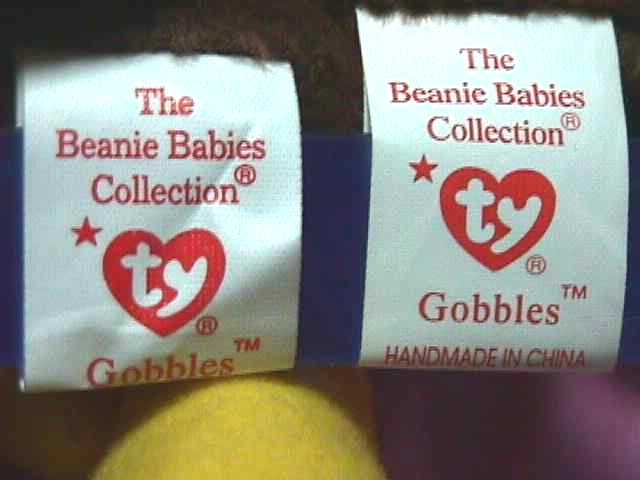 The
Beanie Babies
Collection®
★
ty®
Gobbles™
The
Beanie Babies
Collection®
★
ty®
Gobbles™
HANDMADE IN CHINA